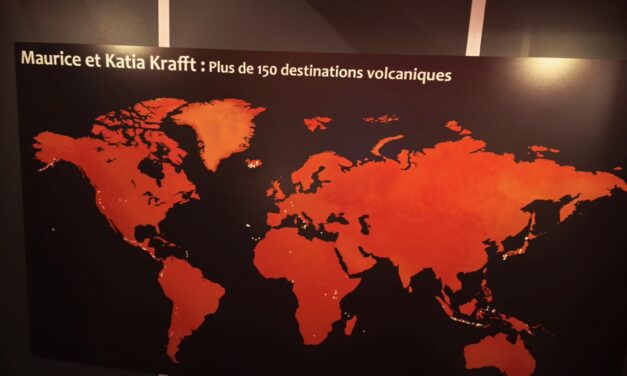 Maurice et Katia Krafft : Plus de 150 destinations volcaniques